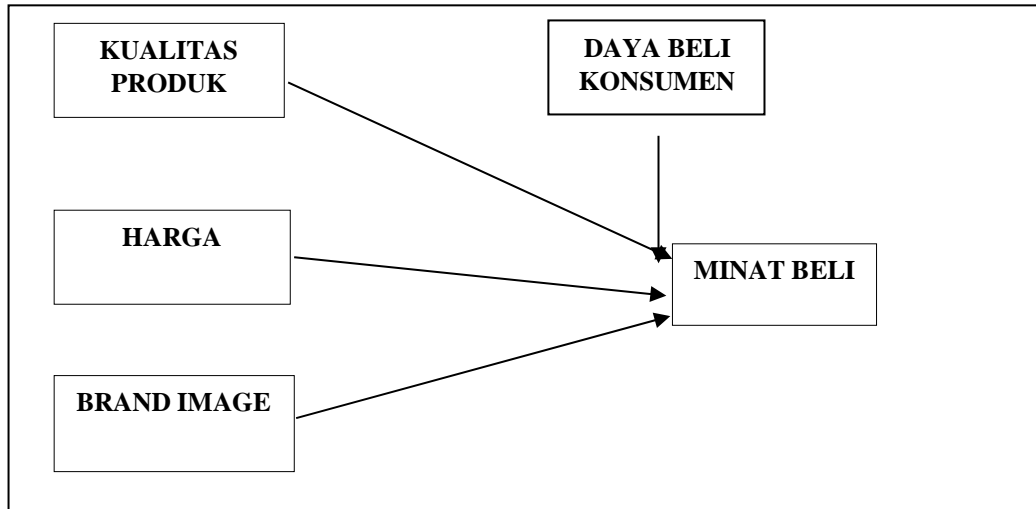 KUALITAS
PRODUK
DAYA BELI
KONSUMEN
HARGA
MINAT BELI
BRAND IMAGE